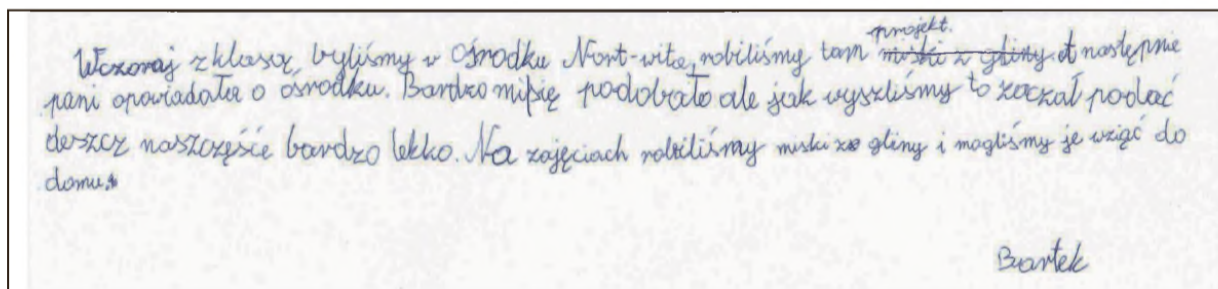 projekt.
Wczoraj z klasą byliśmy w Ośrodku Nort-vita, robiliśmy tam miski z gliny. A następnie
pani opowiadała o ośrodku. Bardzo mi się podobało ale jak wyszliśmy to zaczął podać
deszcz naszczęście bardzo lekko. Na zajęciach robiliśmy miski z gliny i mogliśmy je wziąć do
domu.
Bartek